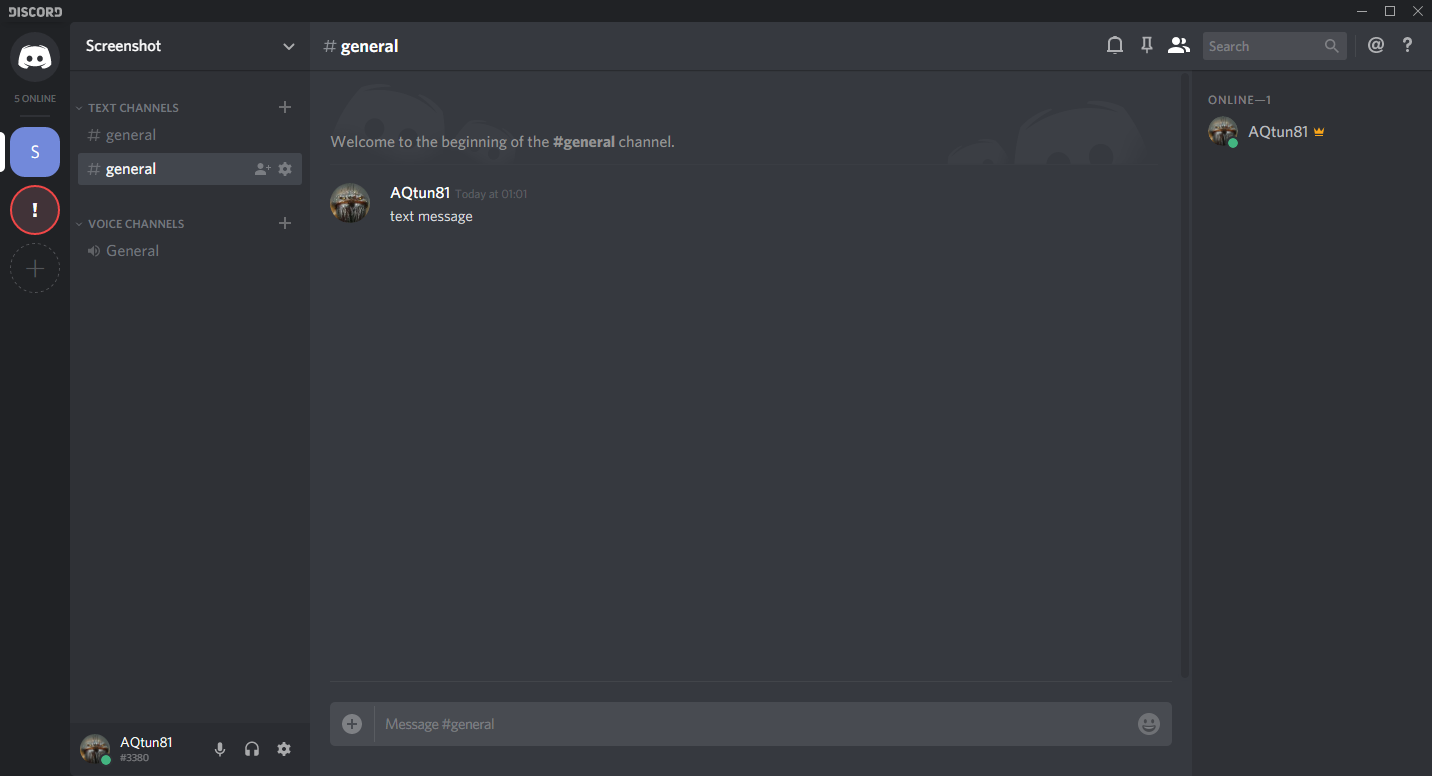 DISCORD
5 ONLINE
S
!
Screenshot
TEXT CHANNELS
# general
# general
VOICE CHANNELS
General
AQtun81
#3380
# general
Search
@ ?
Welcome to the beginning of the #general channel.
AQtun81 Today at 01:01
text message
Message #general
ONLINE—1
AQtun81